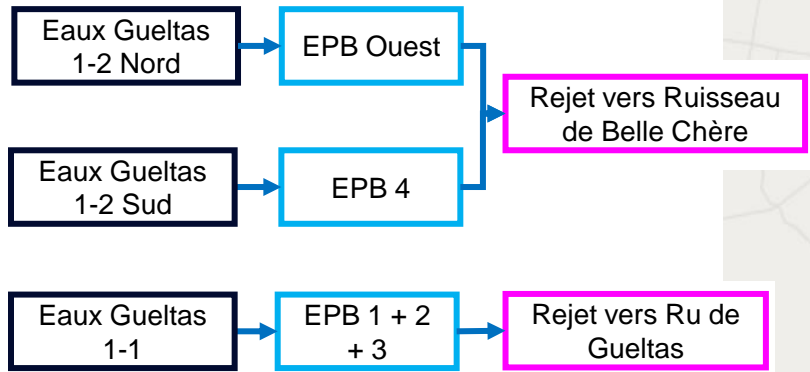 Eaux Gueltas
1-2 Nord
EPB Ouest
Rejet vers Ruisseau
de Belle Chère
Eaux Gueltas
1-2 Sud
EPB 4
Eaux Gueltas
1-1
EPB 1 + 2
+ 3
Rejet vers Ru de
Gueltas